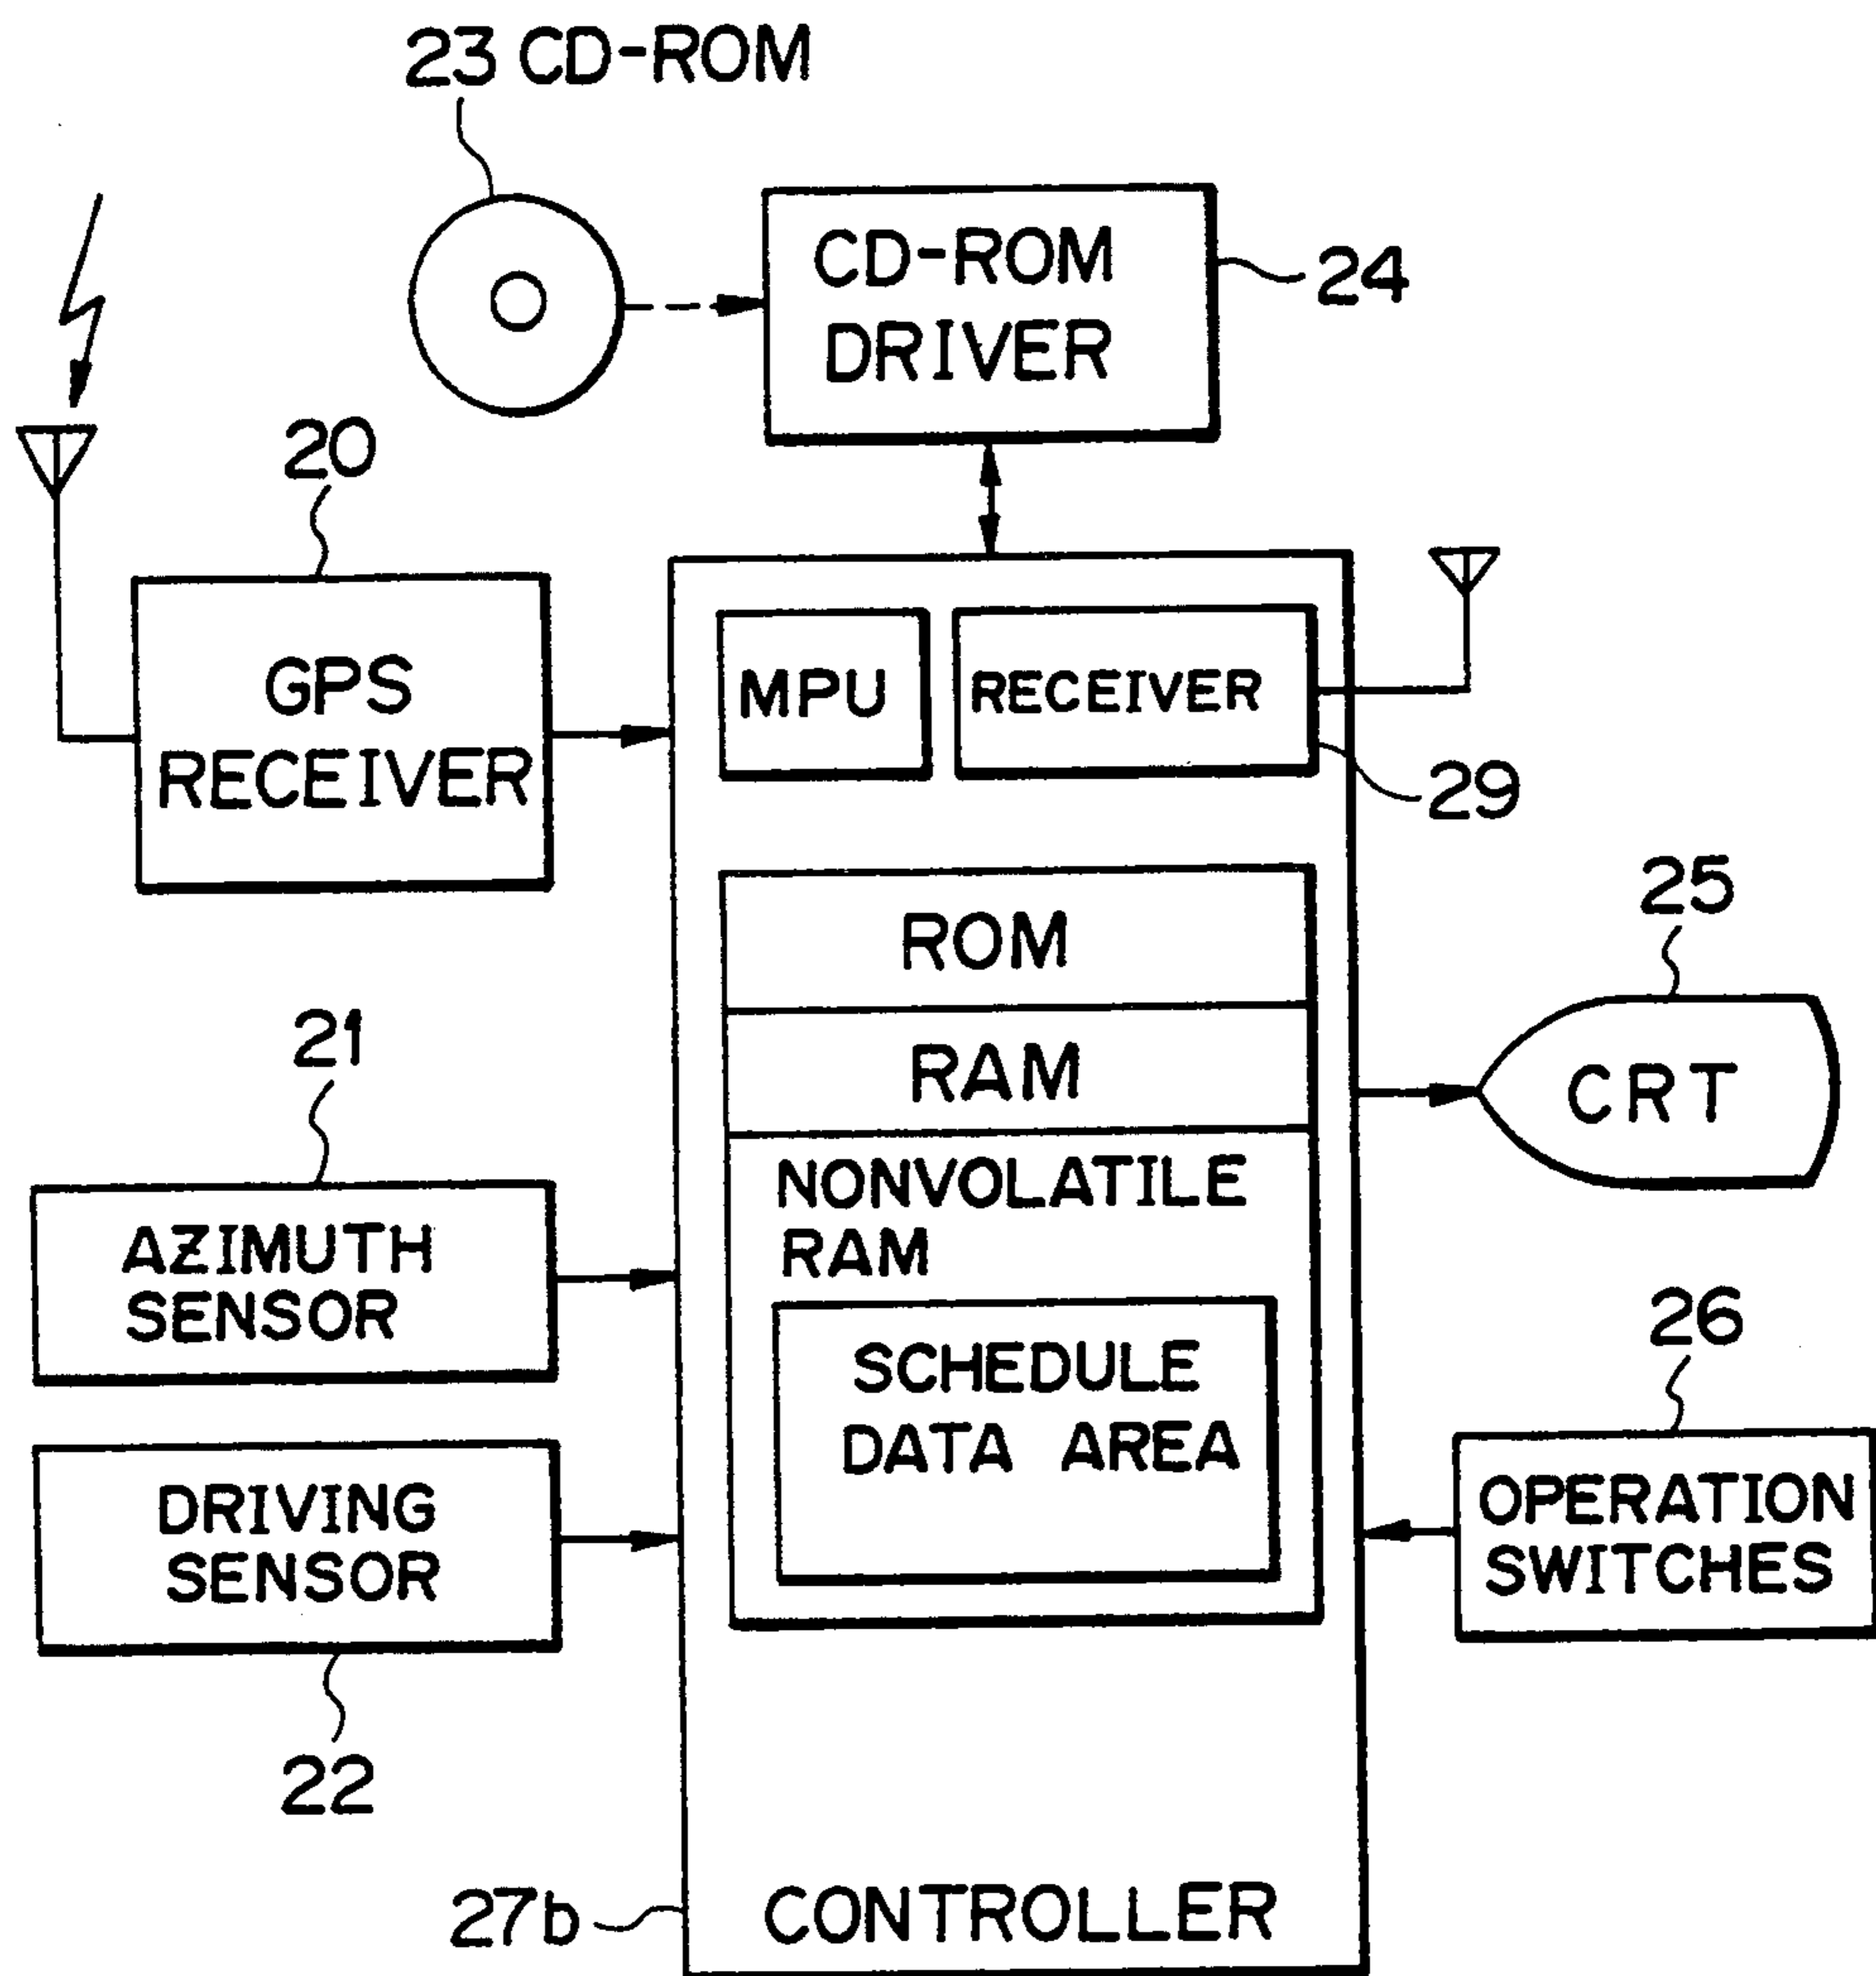 23 CD-ROM
CD-ROM
DRIVER
24
20
GPS
RECEIVER
MPU
RECEIVER
29
ROM
RAM
NONVOLATILE
RAM
SCHEDULE
DATA AREA
25
CRT
21
AZIMUTH
SENSOR
26
OPERATION
SWITCHES
DRIVING
SENSOR
22
27b
CONTROLLER